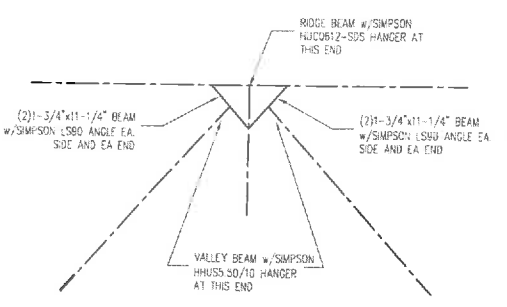 RIDGE BEAM w/SIMPSON
HUCQ612-SDS HANGER AT
THIS END
(2)1-3/4"x11-1/4" BEAM
w/SIMPSON LS90 ANGLE EA.
SIDE AND EA END
(2)1-3/4"x11-1/4" BEAM
w/SIMPSON LS90 ANGLE EA.
SIDE AND EA END
VALLEY BEAM w/SIMPSON
HHUS5.50/10 HANGER
AT THIS END